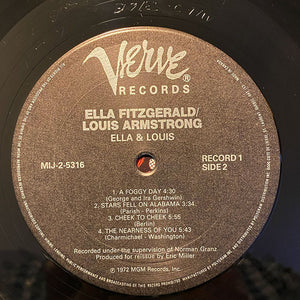 Verve
RECORDS
ELLA FITZGERALD/
LOUIS ARMSTRONG
ELLA & LOUIS
MIJ-2-5316
RECORD 1
SIDE 2
1 A FOGGY DAY 4:30
(George and Ira Gershwin)
2 STARS FELL ON ALABAMA 3:34
(Parish - Perkins)
3 CHEEK TO CHEEK 5:55
(Berlin)
4 THE NEARNESS OF YOU 5:43
(Charmichael - Washington)
Recorded under the supervision of Norman Granz
Produced for reissue by Eric Miller
℗ 1972 MGM Records, Inc.